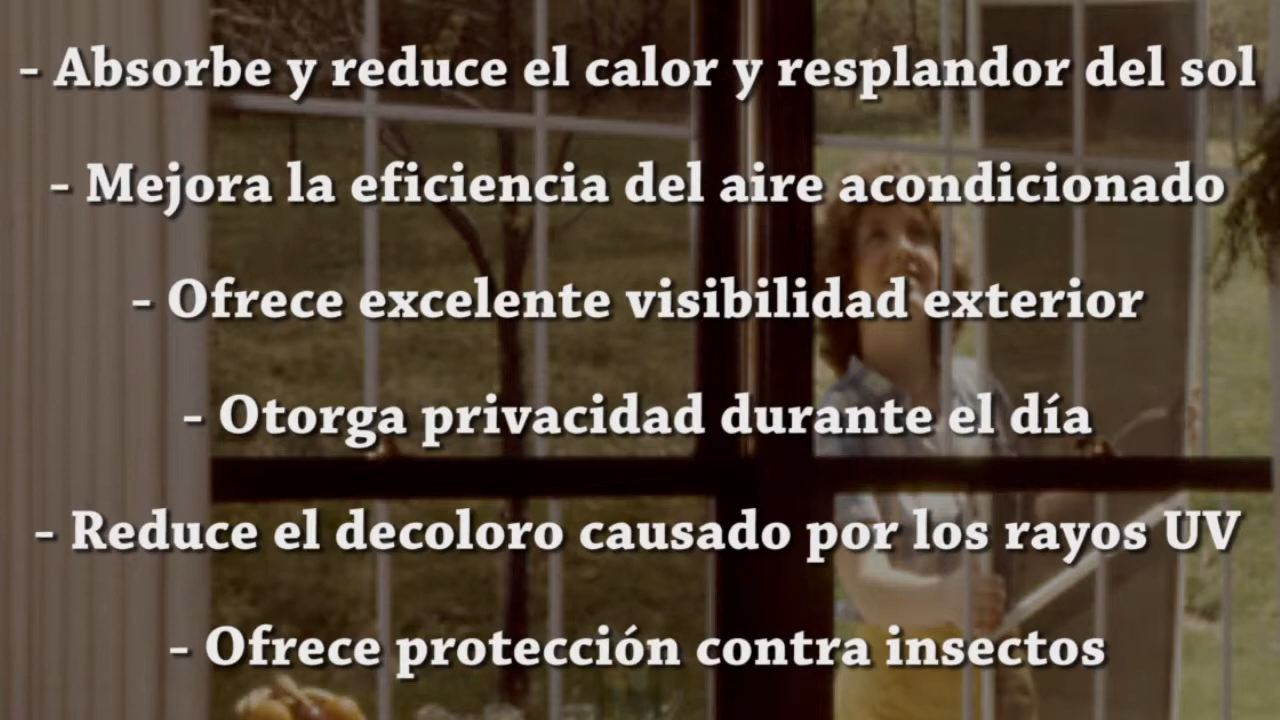 - Absorbe y reduce el calor y resplandor del sol
- Mejora la eficiencia del aire acondicionado
- Ofrece excelente visibilidad exterior
- Otorga privacidad durante el día
- Reduce el decoloro causado por los rayos UV
- Ofrece protección contra insectos